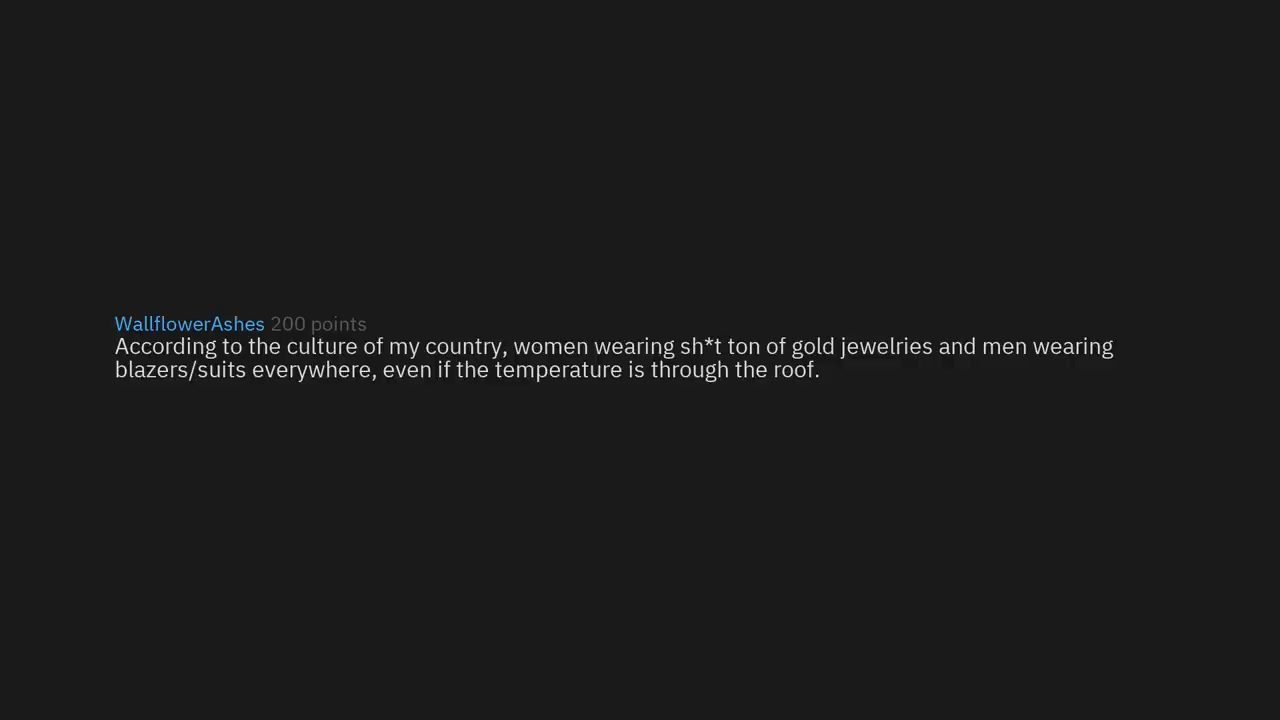 WallflowerAshes 200 points
According to the culture of my country, women wearing sh*t ton of gold jewelries and men wearing
blazers/suits everywhere, even if the temperature is through the roof.